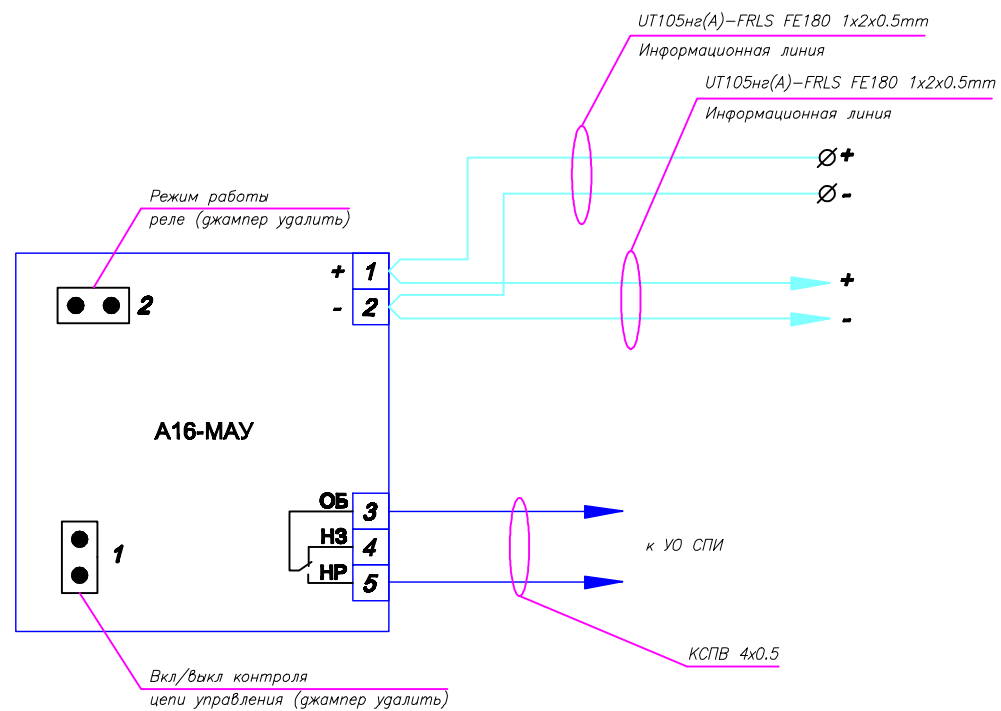 UT105нг(А)-FRLS FE180 1x2x0.5mm
Информационная линия
UT105нг(А)-FRLS FE180 1x2x0.5mm
Информационная линия
+
-
Режим работы
реле (джампер удалить)
+ 1
- 2
2
+
-
А16-МАУ
ОБ 3
НЗ 4
НР 5
1
к УО СПИ
КСПВ 4x0.5
Вкл/выкл контроля
цепи управления (джампер удалить)